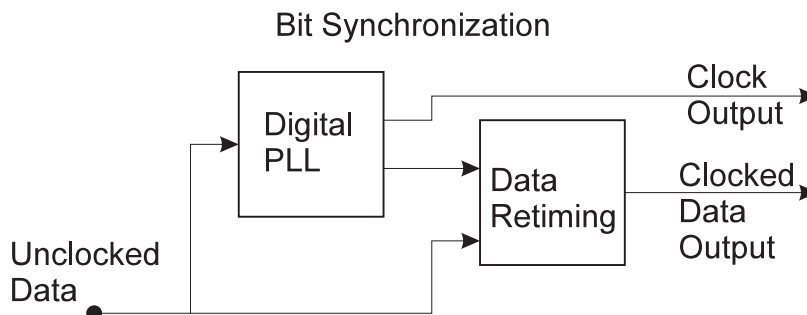 Bit Synchronization
Clock
Output
Digital
PLL
Data
Retiming
Clocked
Data
Output
Unclocked
Data